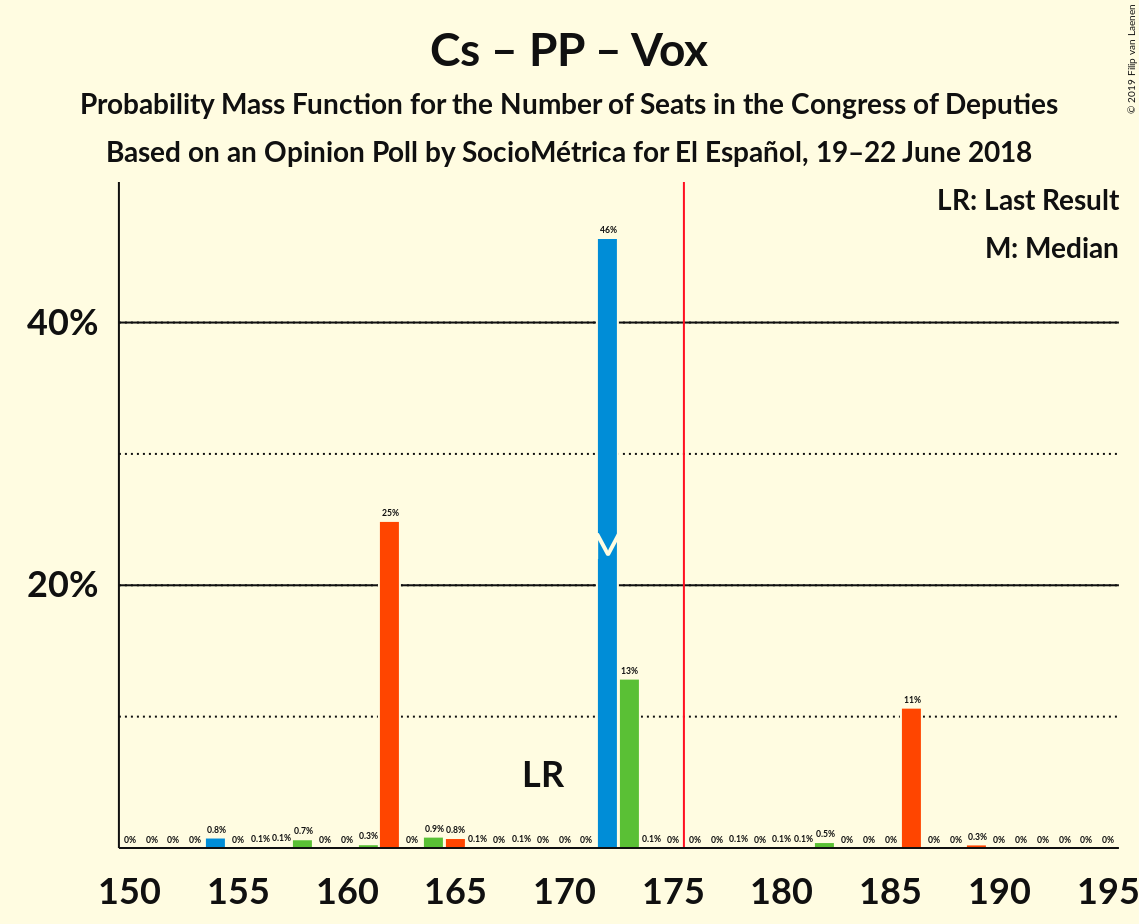 Cs – PP – Vox
Probability Mass Function for the Number of Seats in the Congress of Deputies
Based on an Opinion Poll by SocioMétrica for El Español, 19–22 June 2018
© 2019 Filip van Laenen
LR: Last Result
M: Median
40%
20%
46%
25%
13%
11%
M
LR
0% 0% 0% 0% 0.8% 0% 0.1% 0.1% 0.7% 0% 0% 0.3% 0% 0.9% 0.8% 0.1% 0% 0.1% 0% 0% 0% 0.1% 0% 0% 0% 0.1% 0% 0.1% 0.1% 0.5% 0% 0% 0% 0% 0% 0.3% 0% 0% 0% 0% 0% 0%
150 155 160 165 170 175 180 185 190 195